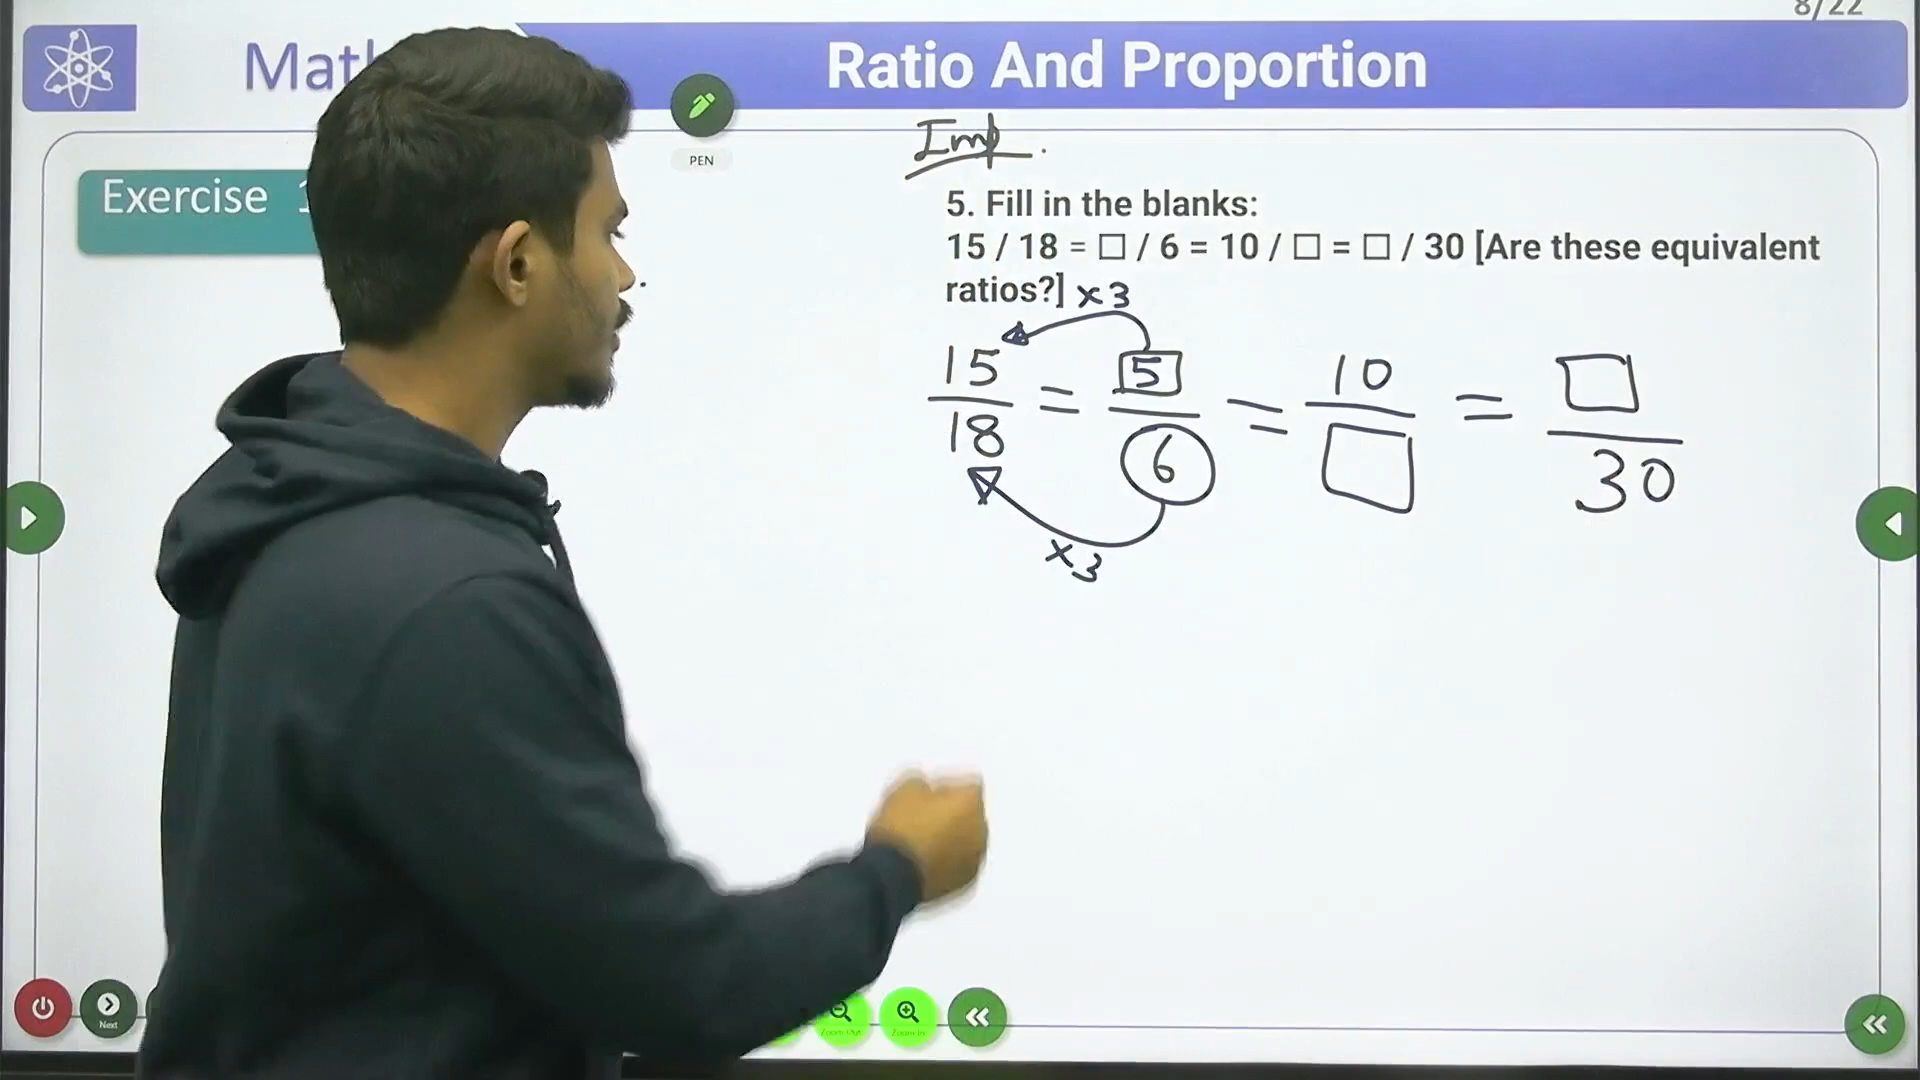 8/22
Mat
Ratio And Proportion
PEN
Imp.
Exercise 1
5. Fill in the blanks:
15 / 18 = □ / 6 = 10 / □ = □ / 30 [Are these equivalent
ratios?]
×3
15/18 = 5/6 = 10/□ = □/30
×3
Next
Zoom Out
Zoom In